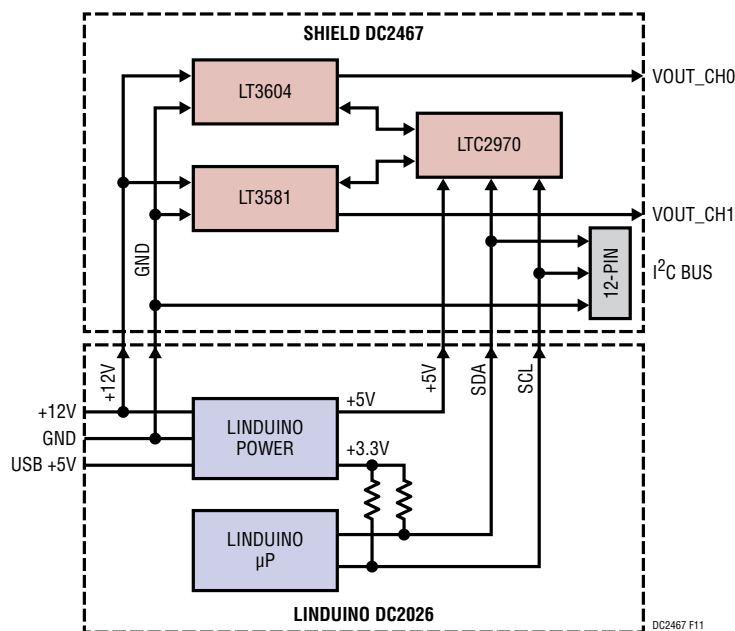 SHIELD DC2467
LT3604
VOUT_CH0
LTC2970
LT3581
VOUT_CH1
GND
12-PIN
I²C BUS
+12V
+5V
SDA
SCL
+12V
GND
USB +5V
LINDUINO
POWER
+5V
+3.3V
LINDUINO
µP
LINDUINO DC2026
DC2467 F11